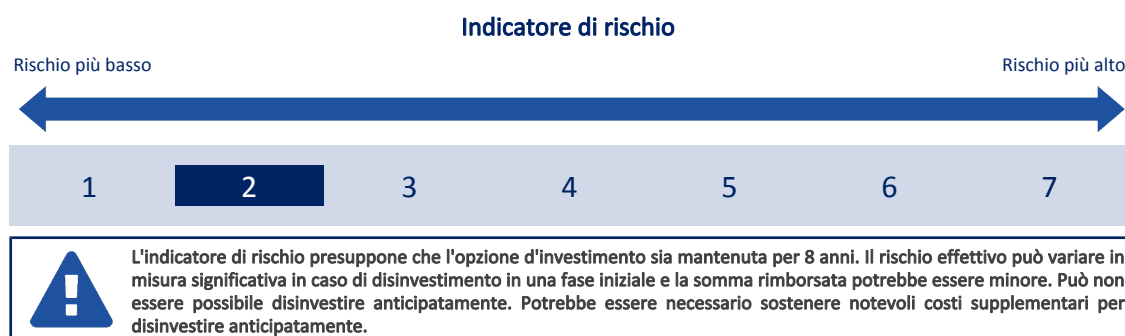 Indicatore di rischio
Rischio più basso
Rischio più alto
1 2 3 4 5 6 7
L'indicatore di rischio presuppone che l'opzione d'investimento sia mantenuta per 8 anni. Il rischio effettivo può variare in
misura significativa in caso di disinvestimento in una fase iniziale e la somma rimborsata potrebbe essere minore. Può non
essere possibile disinvestire anticipatamente. Potrebbe essere necessario sostenere notevoli costi supplementari per
disinvestire anticipatamente.